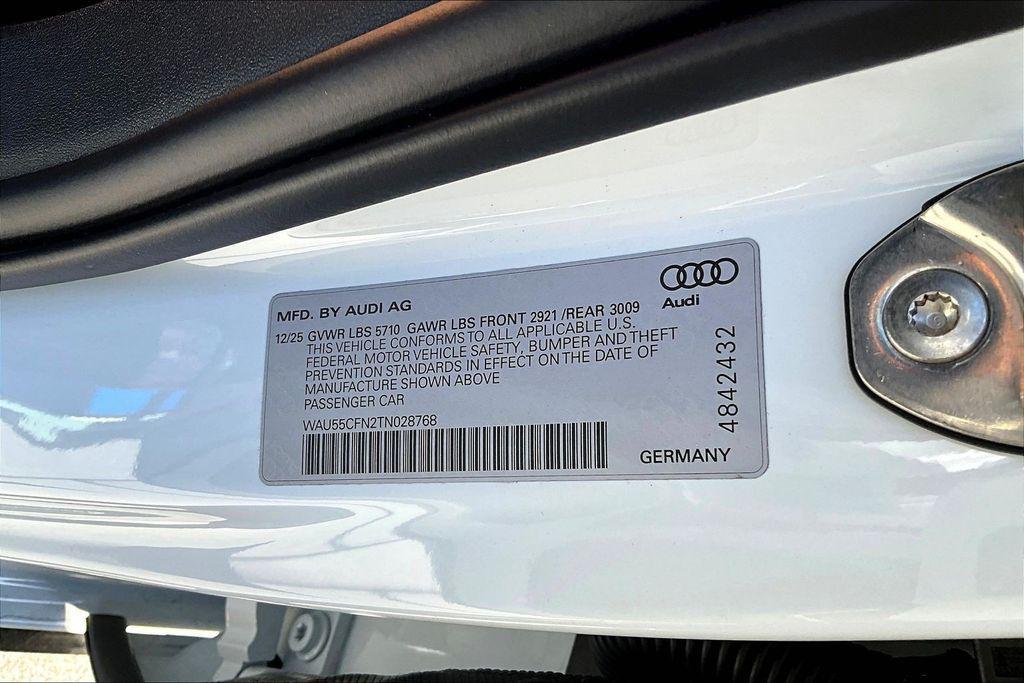 MFD. BY AUDI AG
12/25 GVWR LBS 5710 GAWR LBS FRONT 2921 /REAR 3009
THIS VEHICLE CONFORMS TO ALL APPLICABLE U.S.
FEDERAL MOTOR VEHICLE SAFETY, BUMPER AND THEFT
PREVENTION STANDARDS IN EFFECT ON THE DATE OF
MANUFACTURE SHOWN ABOVE
PASSENGER CAR
WAU55CFN2TN028768
Audi
4842432
GERMANY